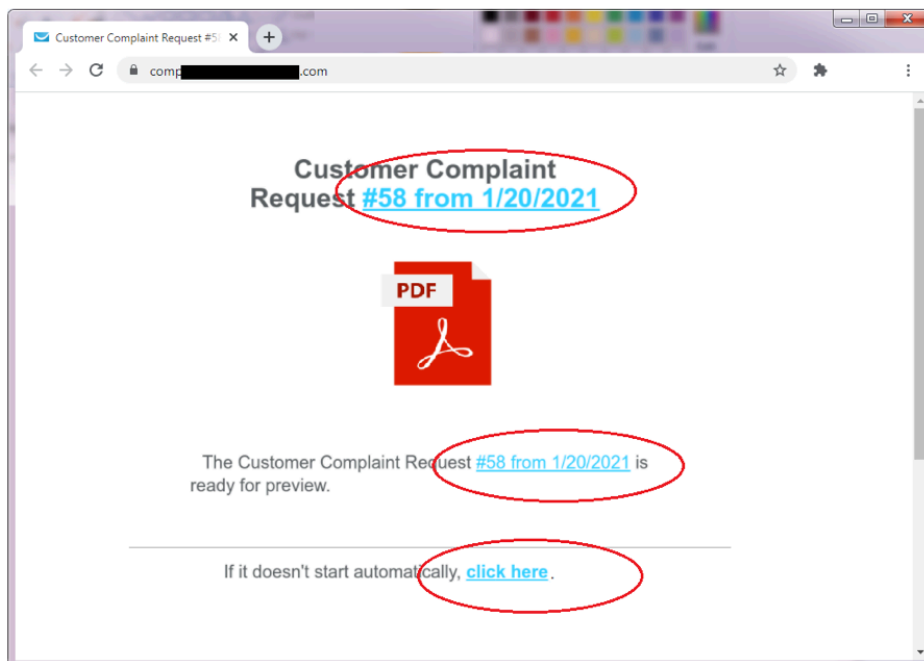 Customer Complaint Request #5
comp .com
Customer Complaint
Request #58 from 1/20/2021
PDF
The Customer Complaint Request #58 from 1/20/2021 is
ready for preview.
If it doesn't start automatically, click here.